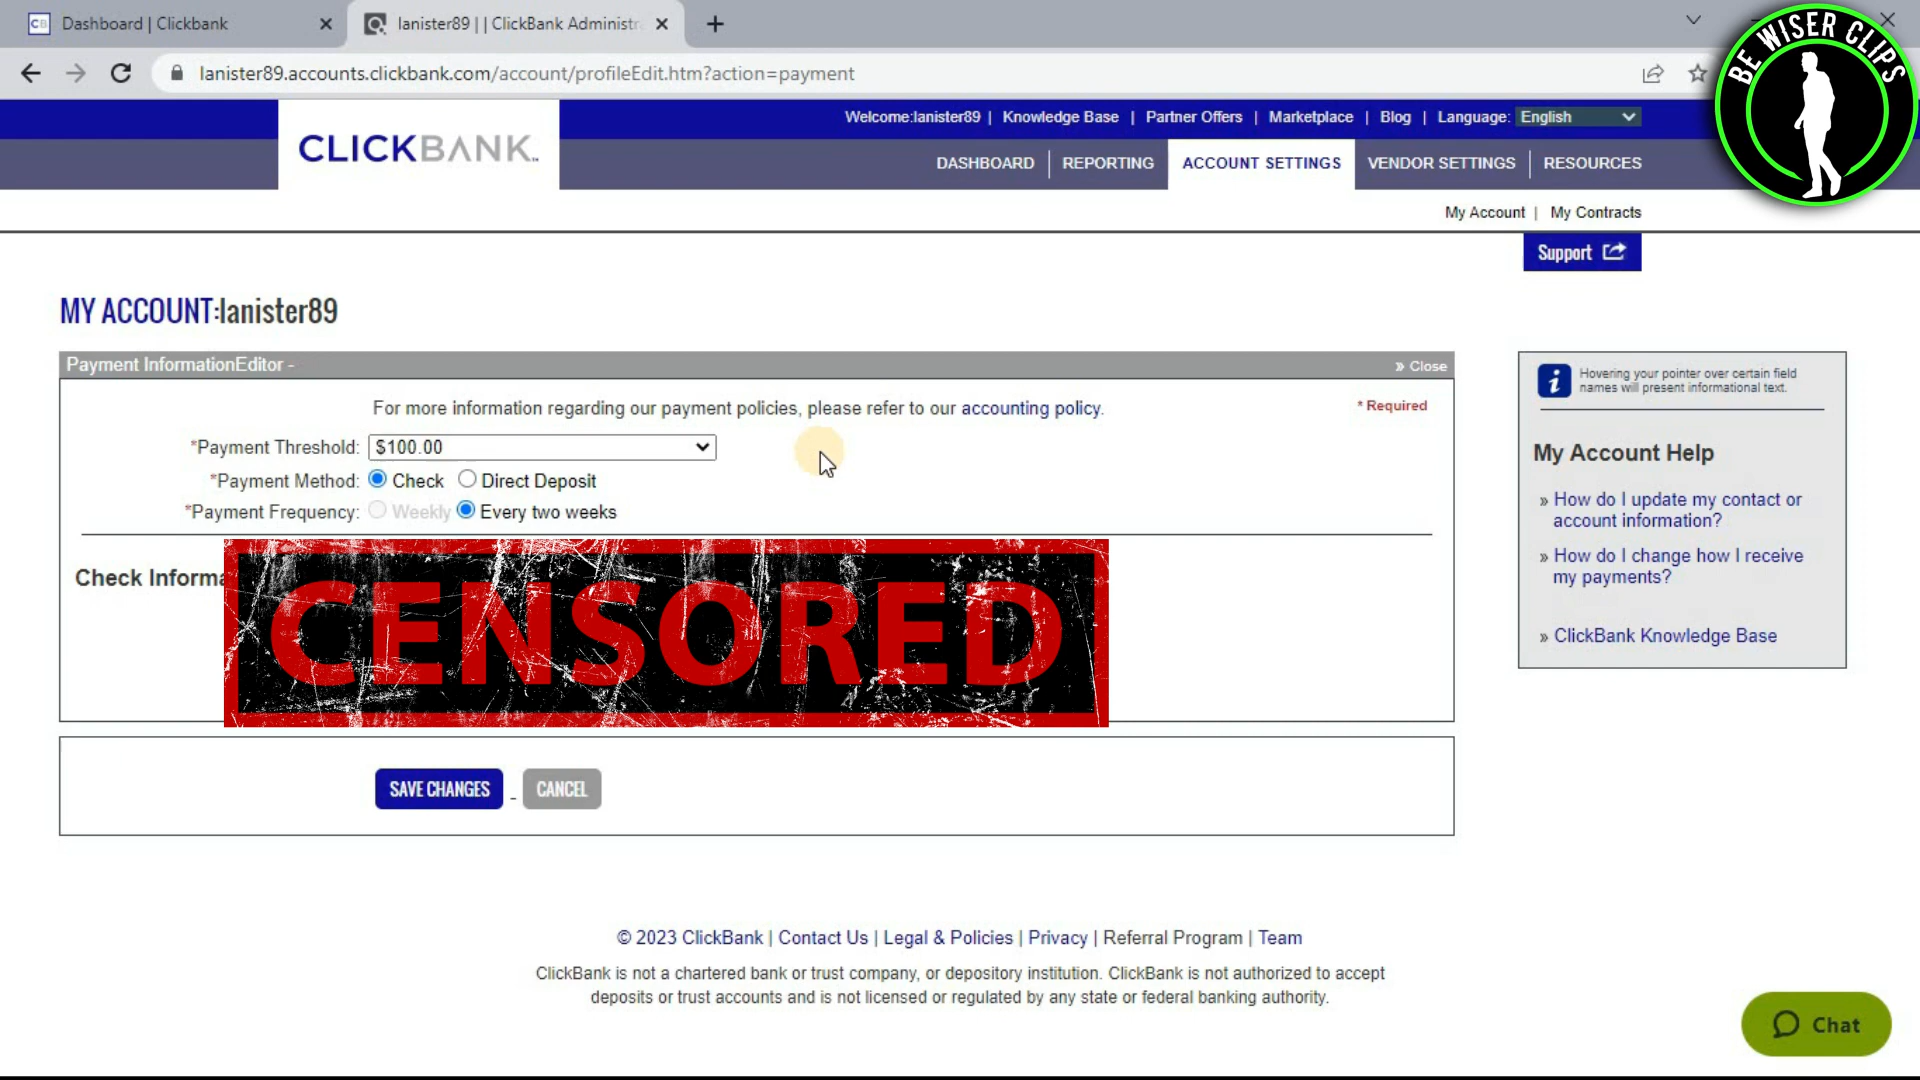 Dashboard | Clickbank
lanister89 | | ClickBank Administr
lanister89.accounts.clickbank.com/account/profileEdit.htm?action=payment
BE WISER CLIPS
Welcome:lanister89 | Knowledge Base | Partner Offers | Marketplace | Blog | Language: English
CLICKBANK
DASHBOARD | REPORTING ACCOUNT SETTINGS VENDOR SETTINGS | RESOURCES
My Account | My Contracts
Support
MY ACCOUNT:lanister89
Payment InformationEditor -
» Close
For more information regarding our payment policies, please refer to our accounting policy.
* Required
*Payment Threshold: $100.00
*Payment Method: Check Direct Deposit
*Payment Frequency: Weekly Every two weeks
Check Informa
CENSORED
SAVE CHANGES - CANCEL
i
Hovering your pointer over certain field
names will present informational text.
My Account Help
» How do I update my contact or
account information?
» How do I change how I receive
my payments?
» ClickBank Knowledge Base
© 2023 ClickBank | Contact Us | Legal & Policies | Privacy | Referral Program | Team
ClickBank is not a chartered bank or trust company, or depository institution. ClickBank is not authorized to accept
deposits or trust accounts and is not licensed or regulated by any state or federal banking authority.
Chat